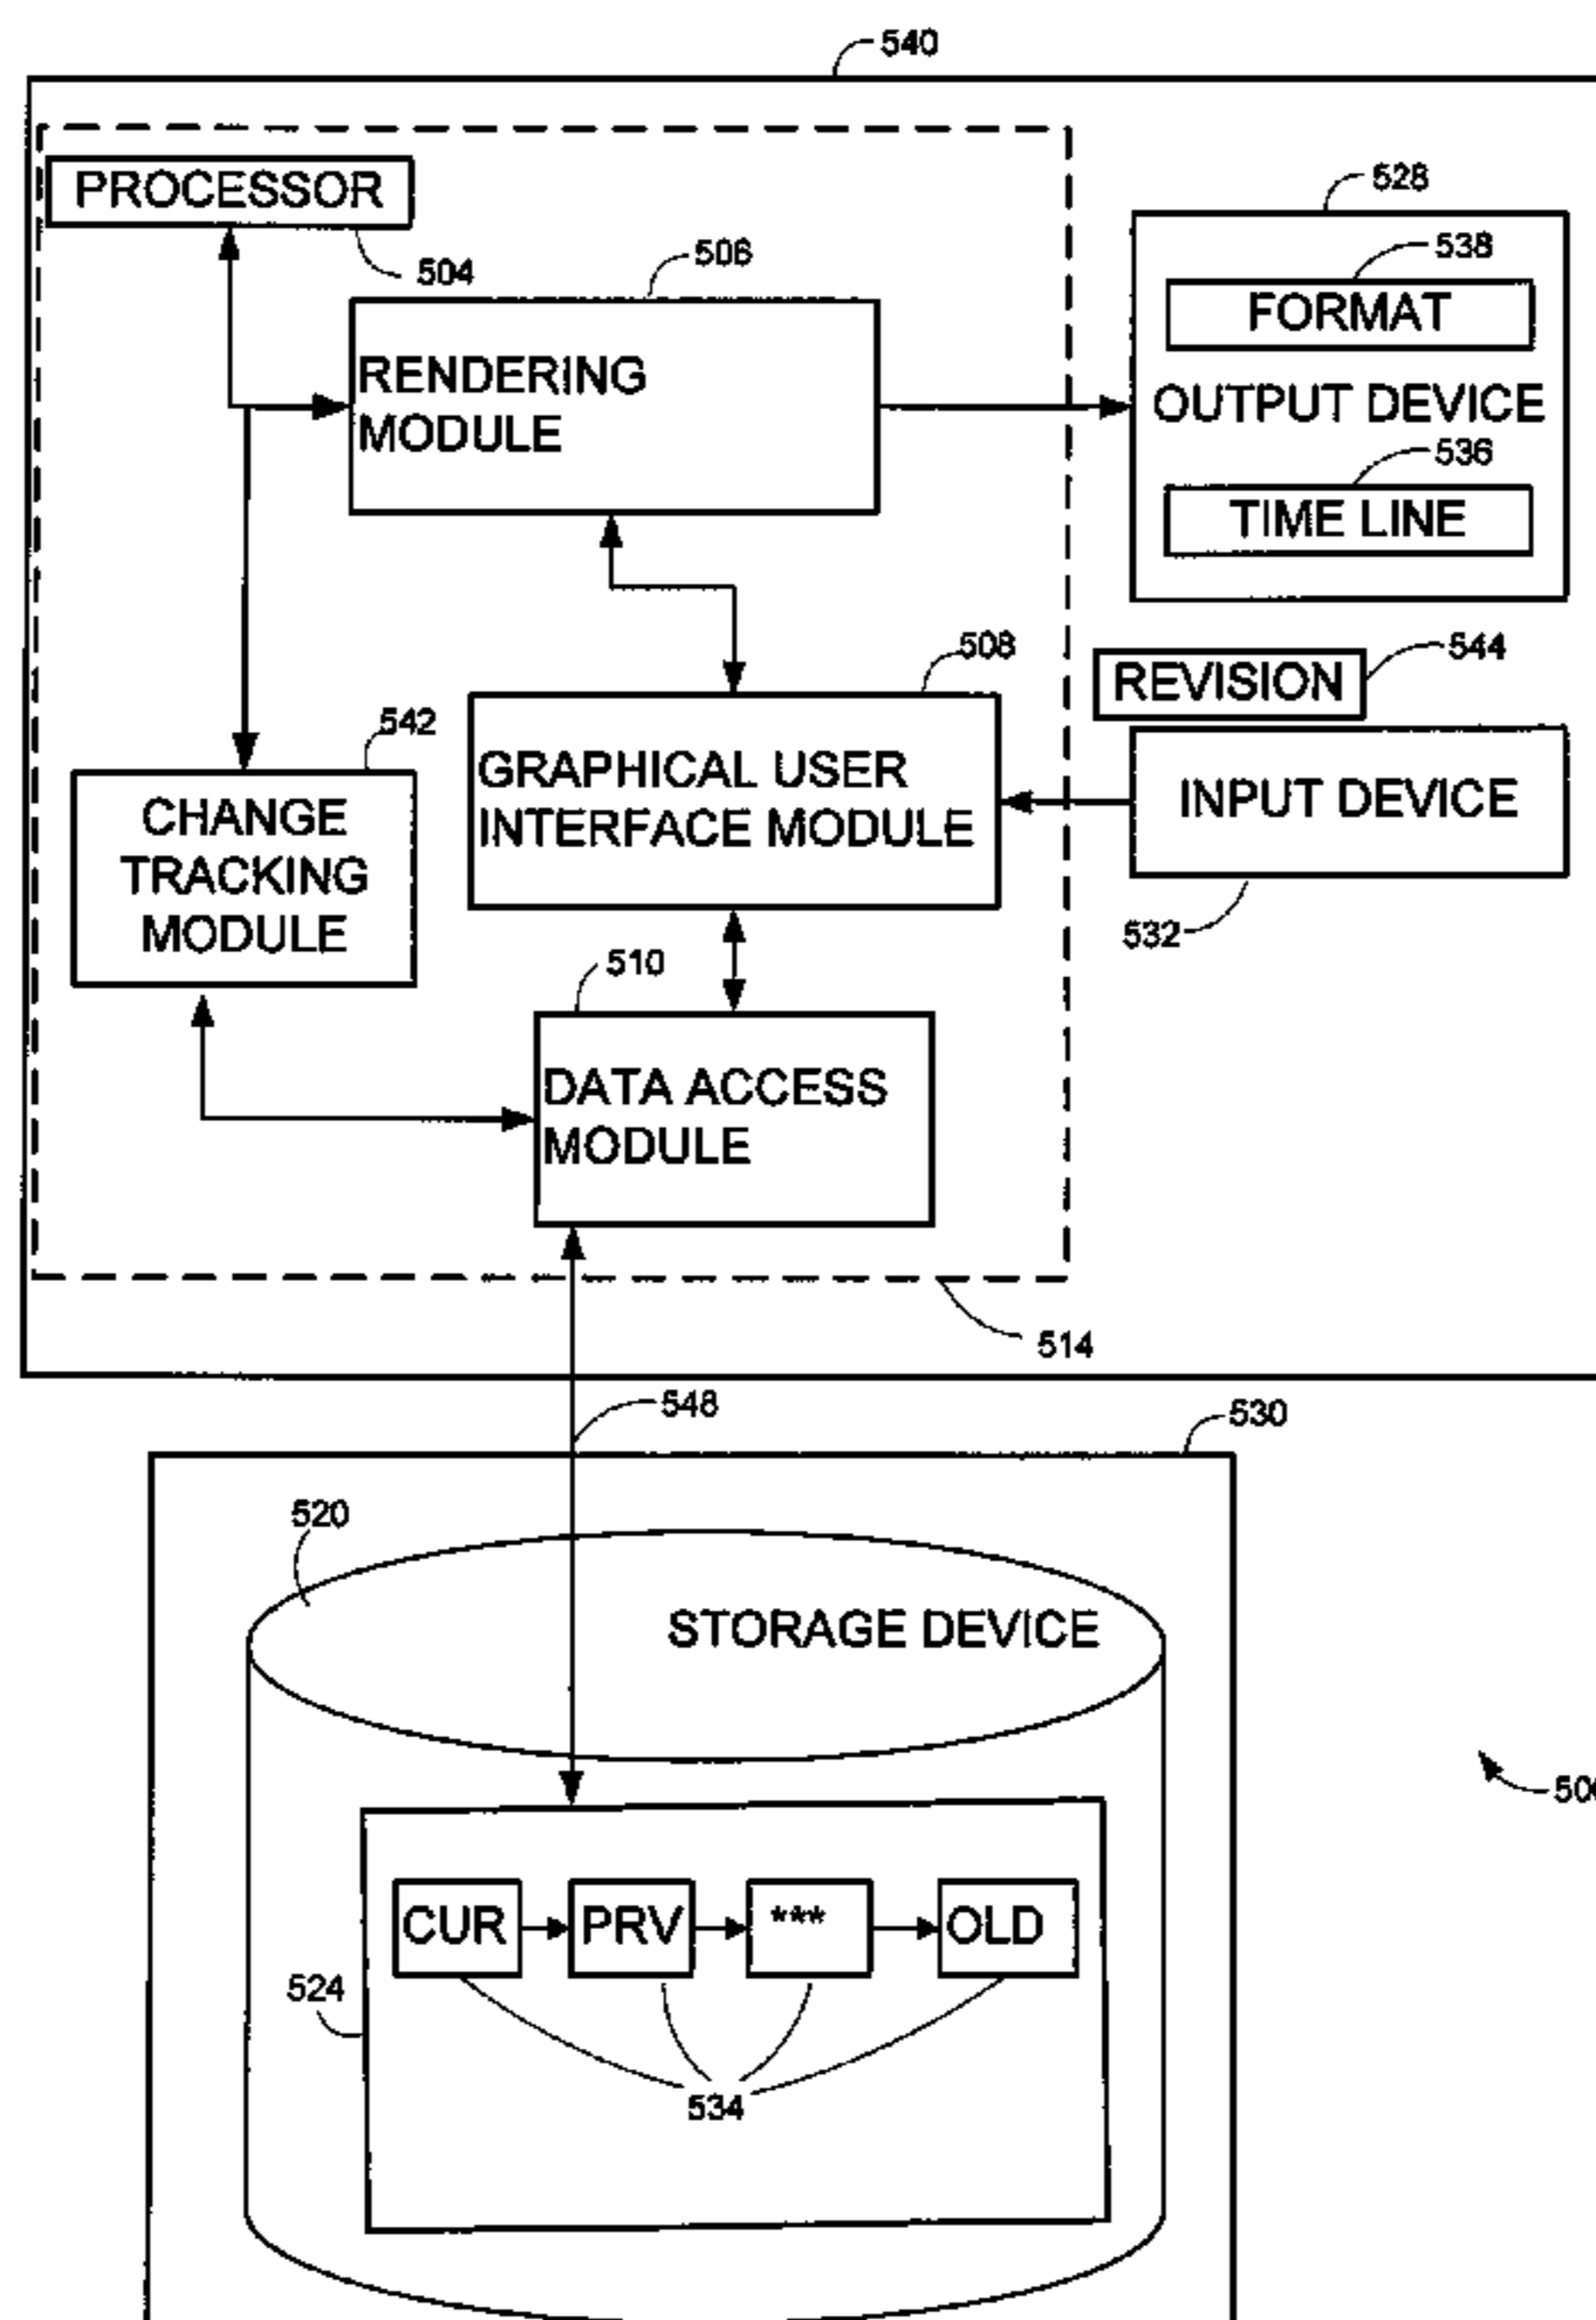 540
PROCESSOR
504
506
RENDERING
MODULE
528
538
FORMAT
OUTPUT DEVICE
536
TIME LINE
544
REVISION
508
GRAPHICAL USER
INTERFACE MODULE
INPUT DEVICE
532
542
CHANGE
TRACKING
MODULE
510
DATA ACCESS
MODULE
514
548
530
520
STORAGE DEVICE
CUR
PRV
***
OLD
524
534